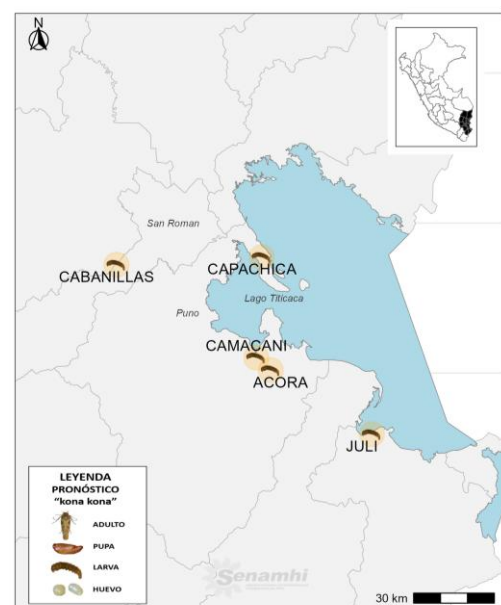 N
San Roman
CABANILLAS
CAPACHICA
Lago Titicaca
Puno
CAMACANI
ACORA
JULI
LEYENDA
PRONÓSTICO
“kona kona”
ADULTO
PUPA
LARVA
HUEVO
Senamhi
30 km